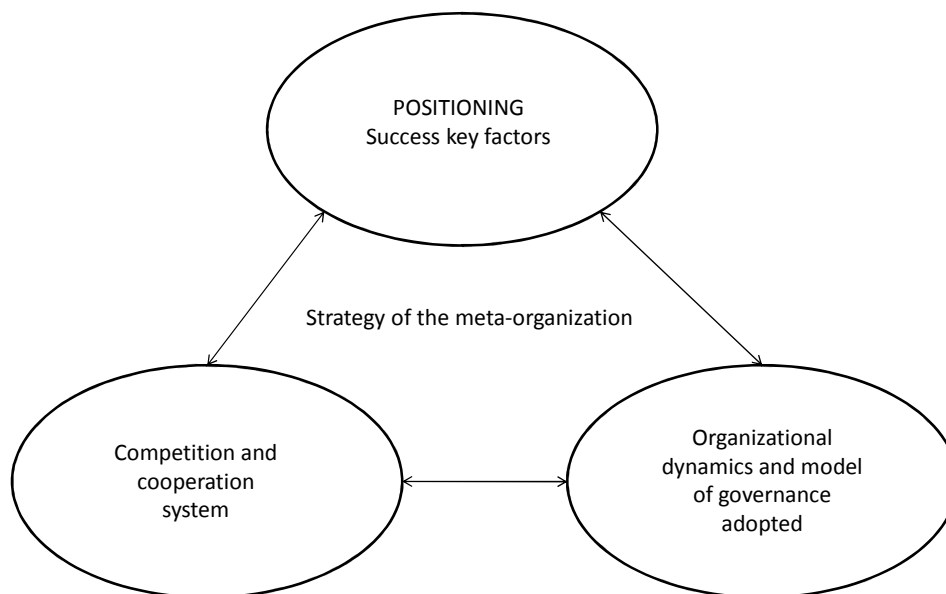 POSITIONING
Success key factors
Strategy of the meta-organization
Competition and
cooperation
system
Organizational
dynamics and model
of governance
adopted